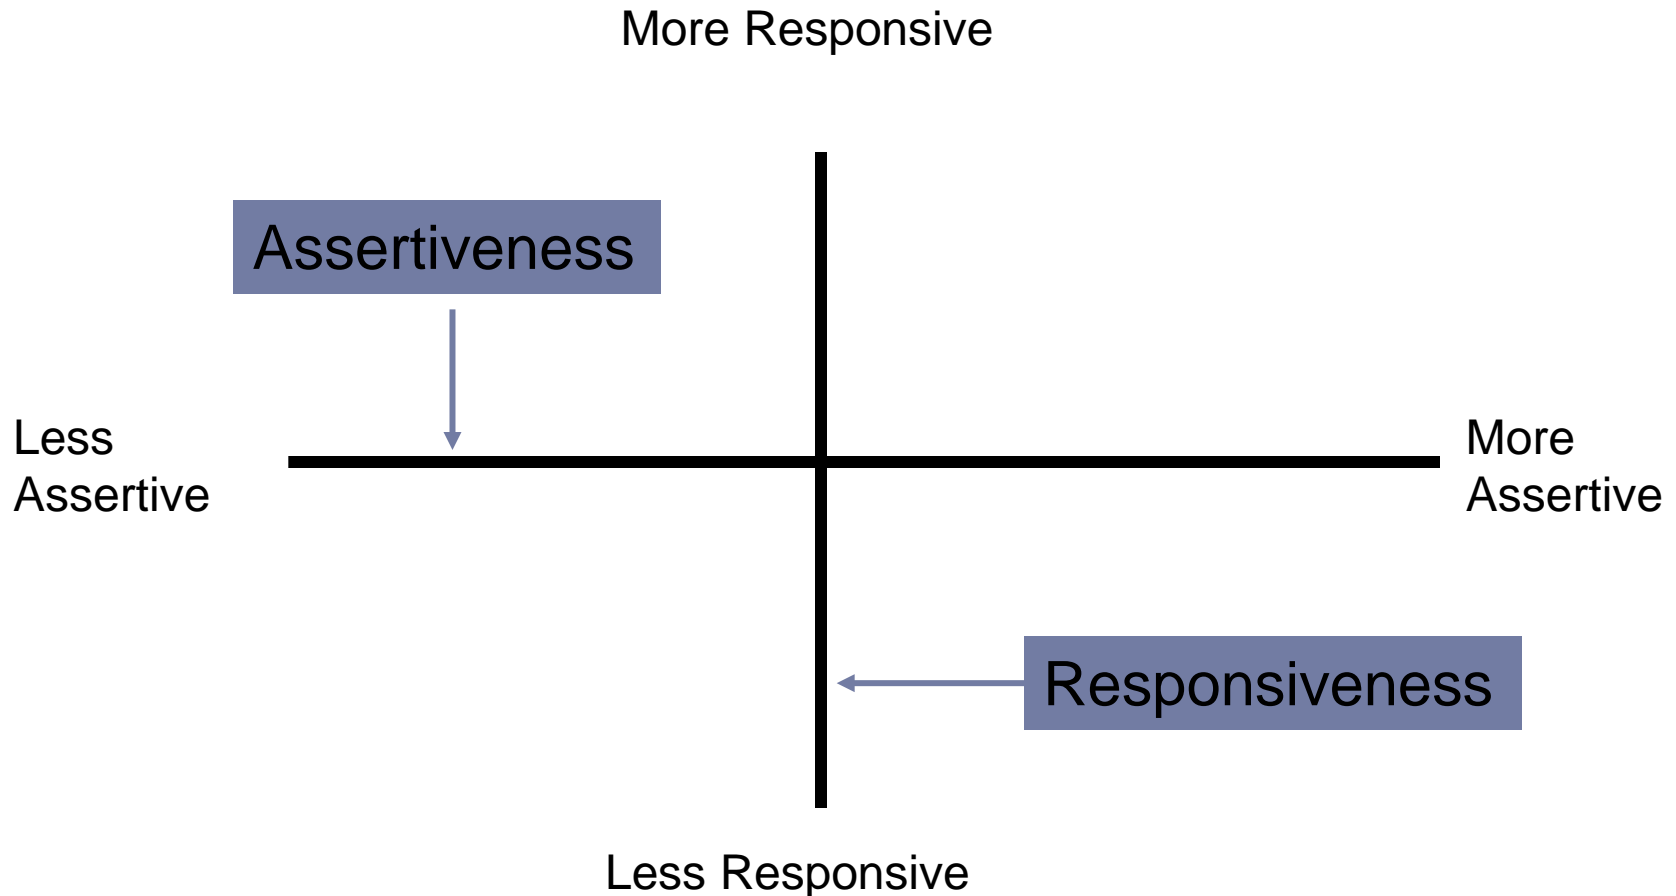 More Responsive
Assertiveness
Less
Assertive
More
Assertive
Responsiveness
Less Responsive